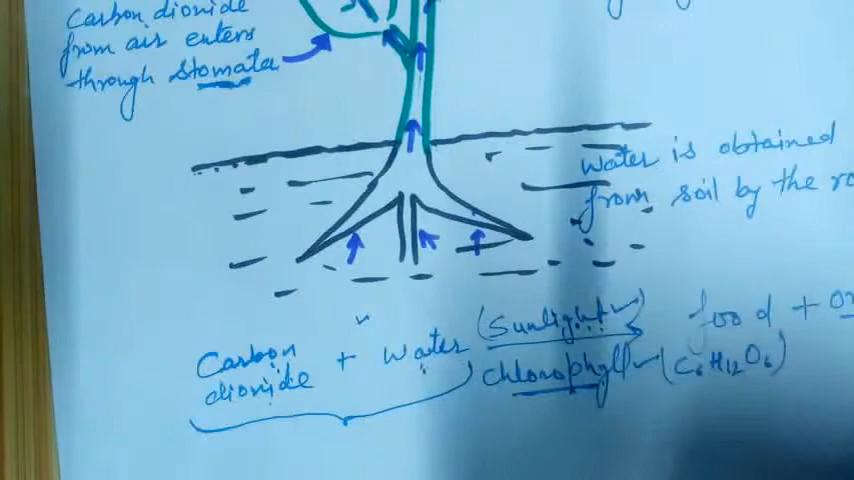 Carbon dioxide
from air enters
through stomata
Water is obtained
from soil by the
Carbon dioxide + Water (Sunlight) food +
chlorophyll (C6H12O6)